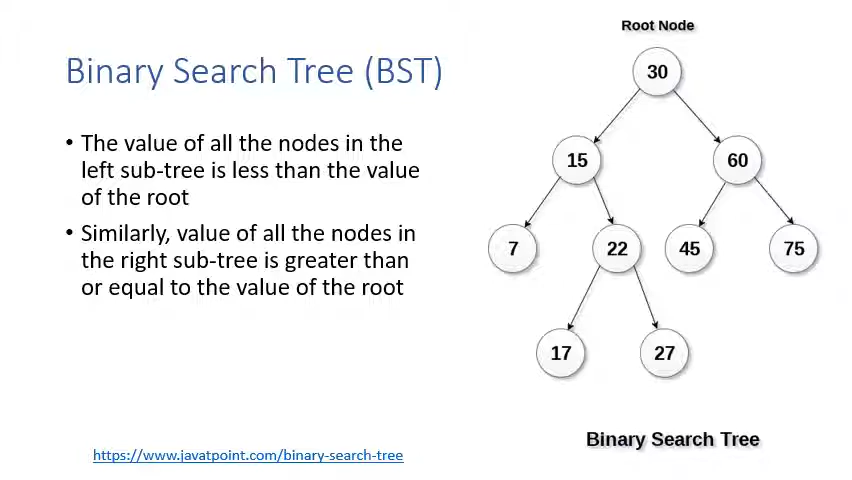 Binary Search Tree (BST)
• The value of all the nodes in the
left sub-tree is less than the value
of the root
• Similarly, value of all the nodes in
the right sub-tree is greater than
or equal to the value of the root
https://www.javatpoint.com/binary-search-tree
Root Node
30
15
60
7
22
45
75
17
27
Binary Search Tree